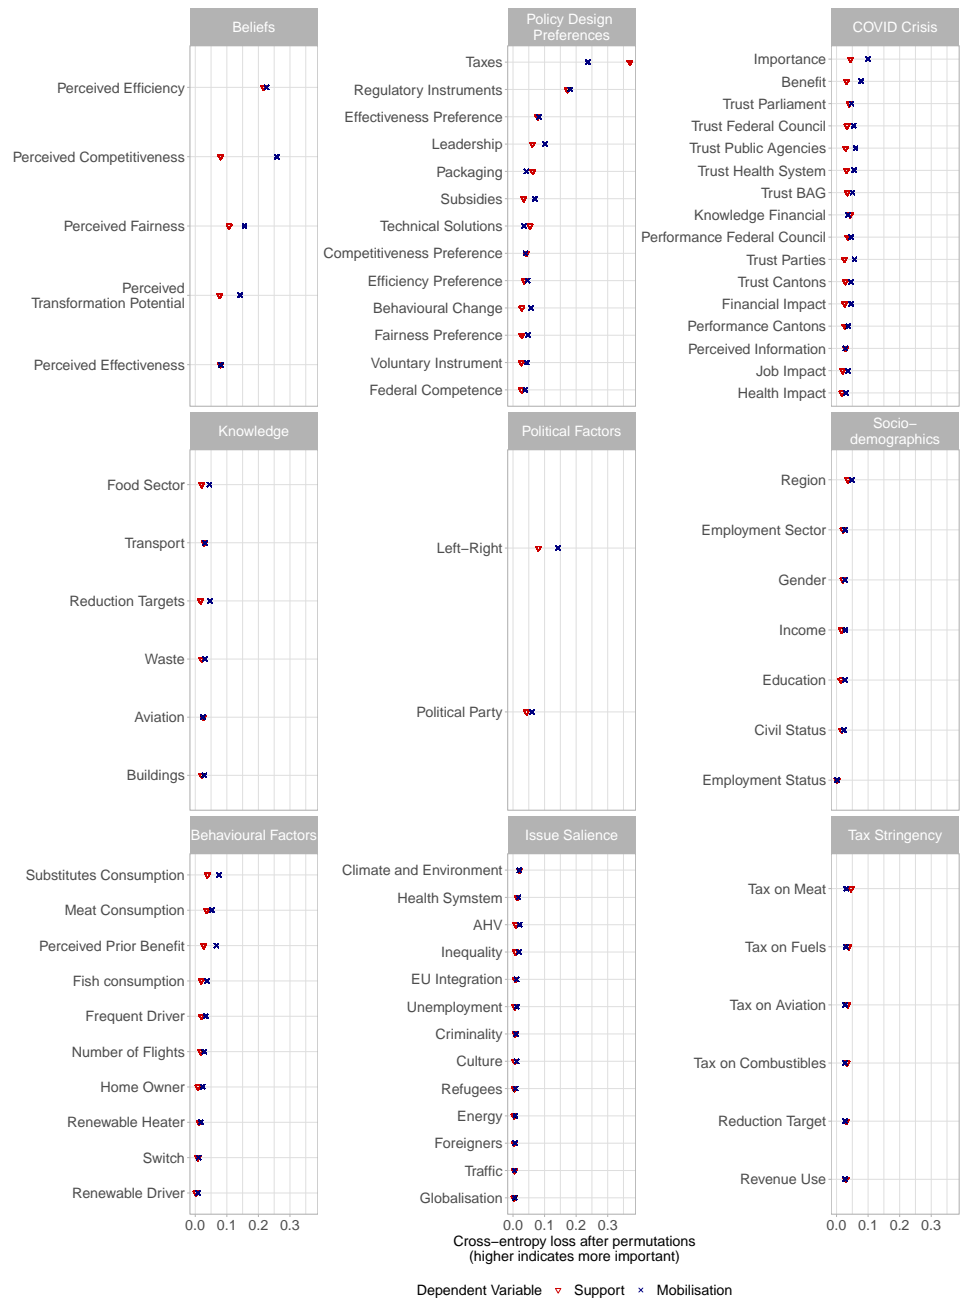 Beliefs
Perceived Efficiency
Perceived Competitiveness
Perceived Fairness
Perceived
Transformation Potential
Perceived Effectiveness
Policy Design
Preferences
Taxes
Regulatory Instruments
Effectiveness Preference
Leadership
Packaging
Subsidies
Technical Solutions
Competitiveness Preference
Efficiency Preference
Behavioural Change
Fairness Preference
Voluntary Instrument
Federal Competence
COVID Crisis
Importance
Benefit
Trust Parliament
Trust Federal Council
Trust Public Agencies
Trust Health System
Trust BAG
Knowledge Financial
Performance Federal Council
Trust Parties
Trust Cantons
Financial Impact
Performance Cantons
Perceived Information
Job Impact
Health Impact
Knowledge
Food Sector
Transport
Reduction Targets
Waste
Aviation
Buildings
Political Factors
Left−Right
Political Party
Socio−
demographics
Region
Employment Sector
Gender
Income
Education
Civil Status
Employment Status
Behavioural Factors
Substitutes Consumption
Meat Consumption
Perceived Prior Benefit
Fish consumption
Frequent Driver
Number of Flights
Home Owner
Renewable Heater
Switch
Renewable Driver
0.0 0.1 0.2 0.3
Issue Salience
Climate and Environment
Health Symstem
AHV
Inequality
EU Integration
Unemployment
Criminality
Culture
Refugees
Energy
Foreigners
Traffic
Globalisation
0.0 0.1 0.2 0.3
Tax Stringency
Tax on Meat
Tax on Fuels
Tax on Aviation
Tax on Combustibles
Reduction Target
Revenue Use
0.0 0.1 0.2 0.3
Cross−entropy loss after permutations
(higher indicates more important)
Dependent Variable Support Mobilisation